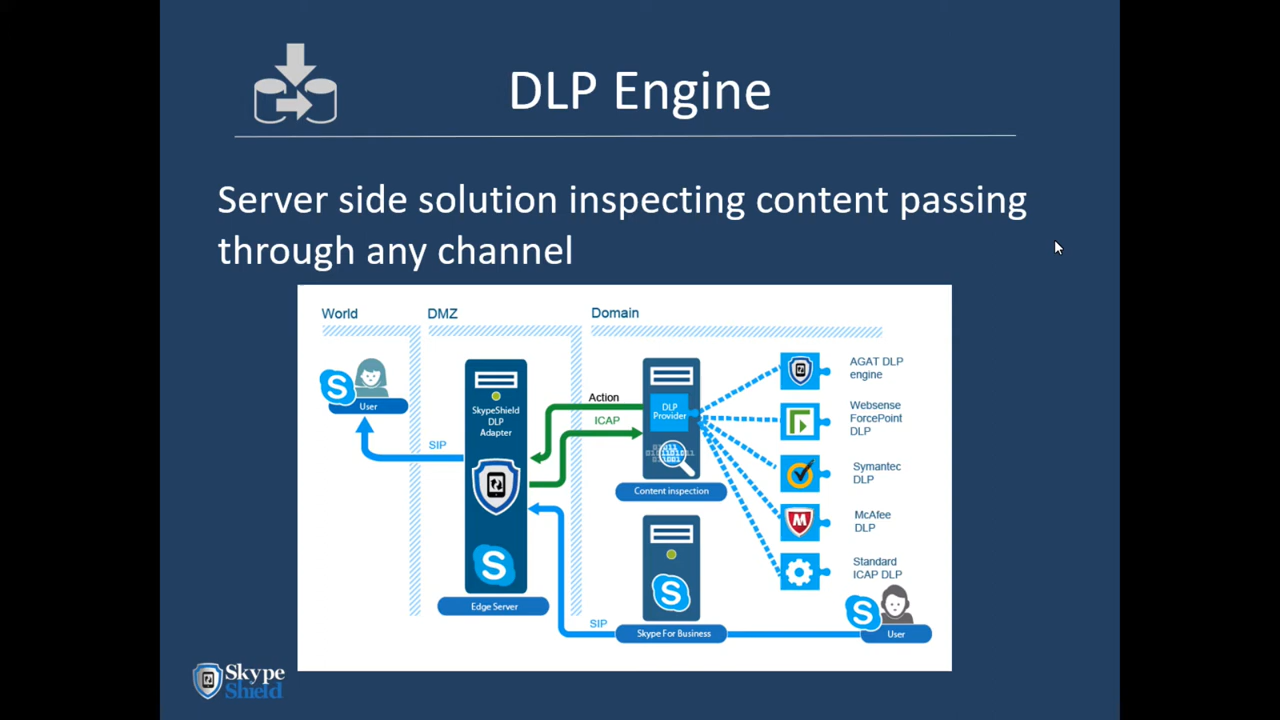 DLP Engine
Server side solution inspecting content passing
through any channel
World
DMZ
Domain
User
SIP
SkypeShield
DLP
Adapter
Edge Server
Action
ICAP
DLP
Provider
Content inspection
SIP
Skype For Business
AGAT DLP
engine
Websense
ForcePoint
DLP
Symantec
DLP
McAfee
DLP
Standard
ICAP DLP
User
Skype
Shield